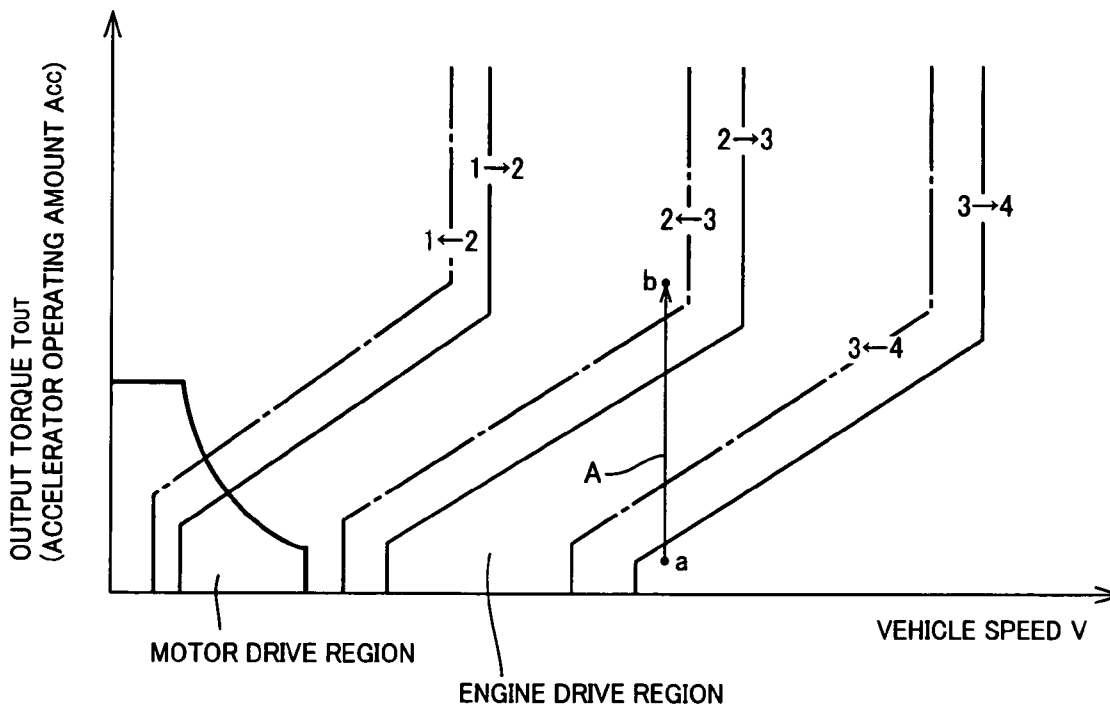 OUTPUT TORQUE TOUT
(ACCELERATOR OPERATING AMOUNT ACC)
1→2
1←2
2→3
2←3
3→4
3←4
b
A
a
VEHICLE SPEED V
MOTOR DRIVE REGION
ENGINE DRIVE REGION